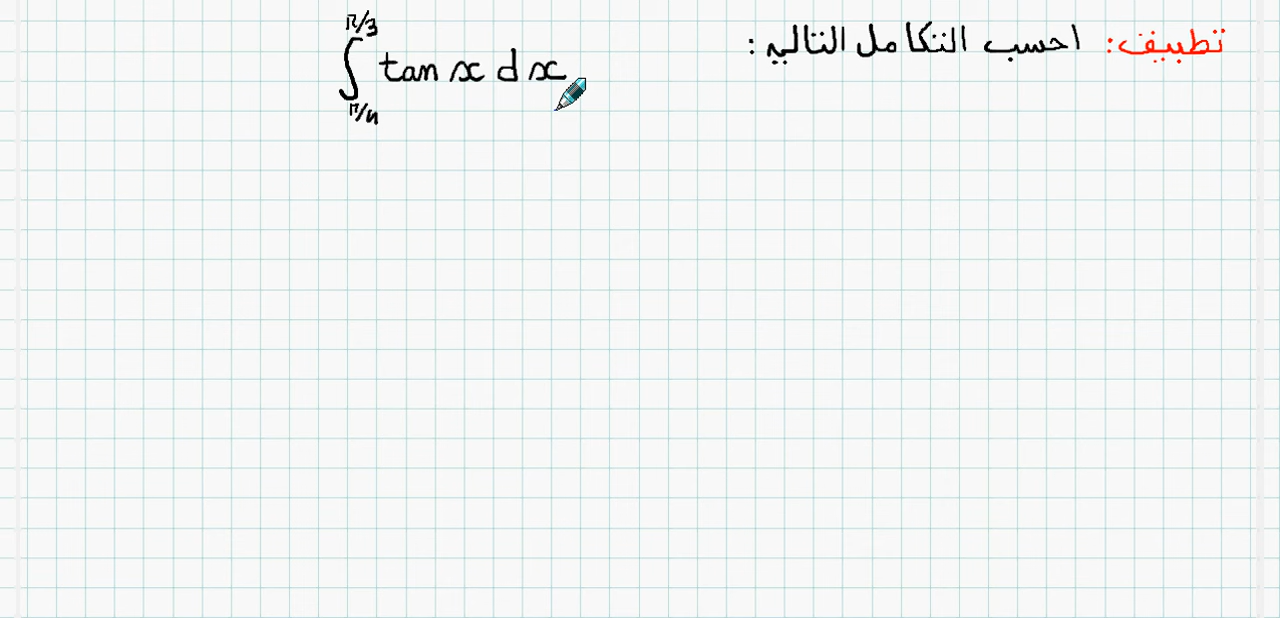 تطبيق: احسب التكامل التالي :
∫_{π/4}^{π/3} tan x dx